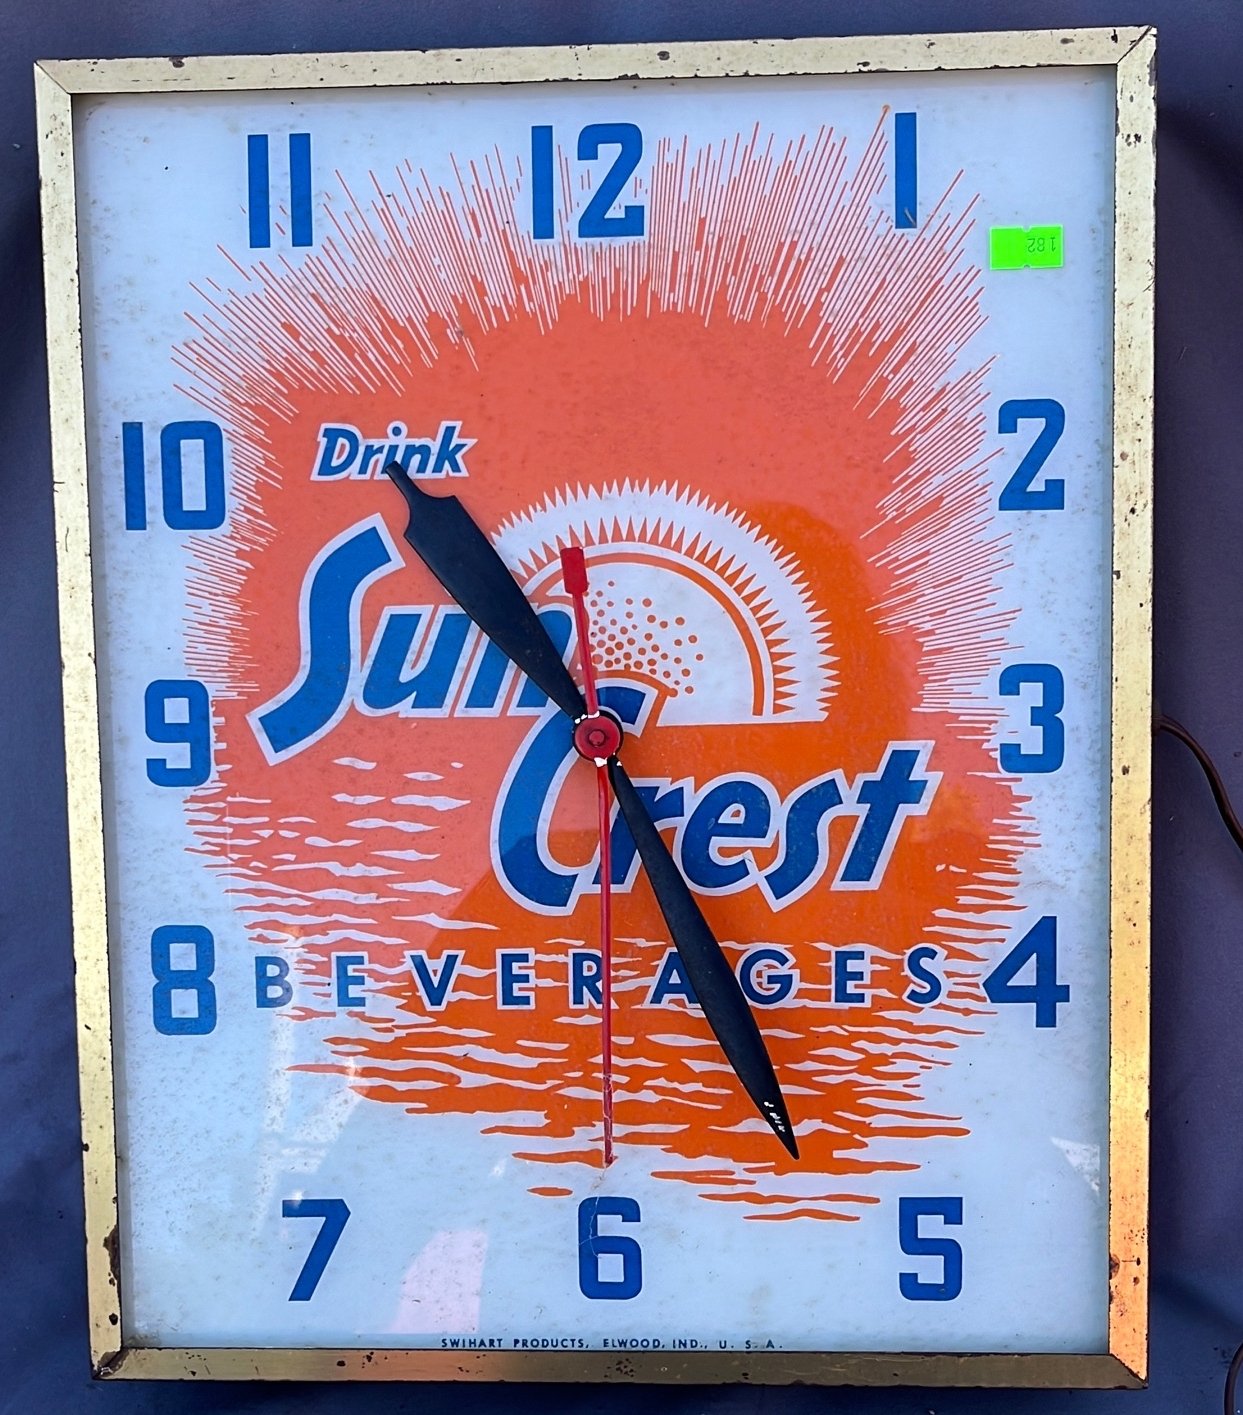 11 12 1
182
10 2
Drink
Sun
9 3
Crest
8 BEVERAGES 4
7 6 5
SWIHART PRODUCTS, ELWOOD, IND., U. S. A.